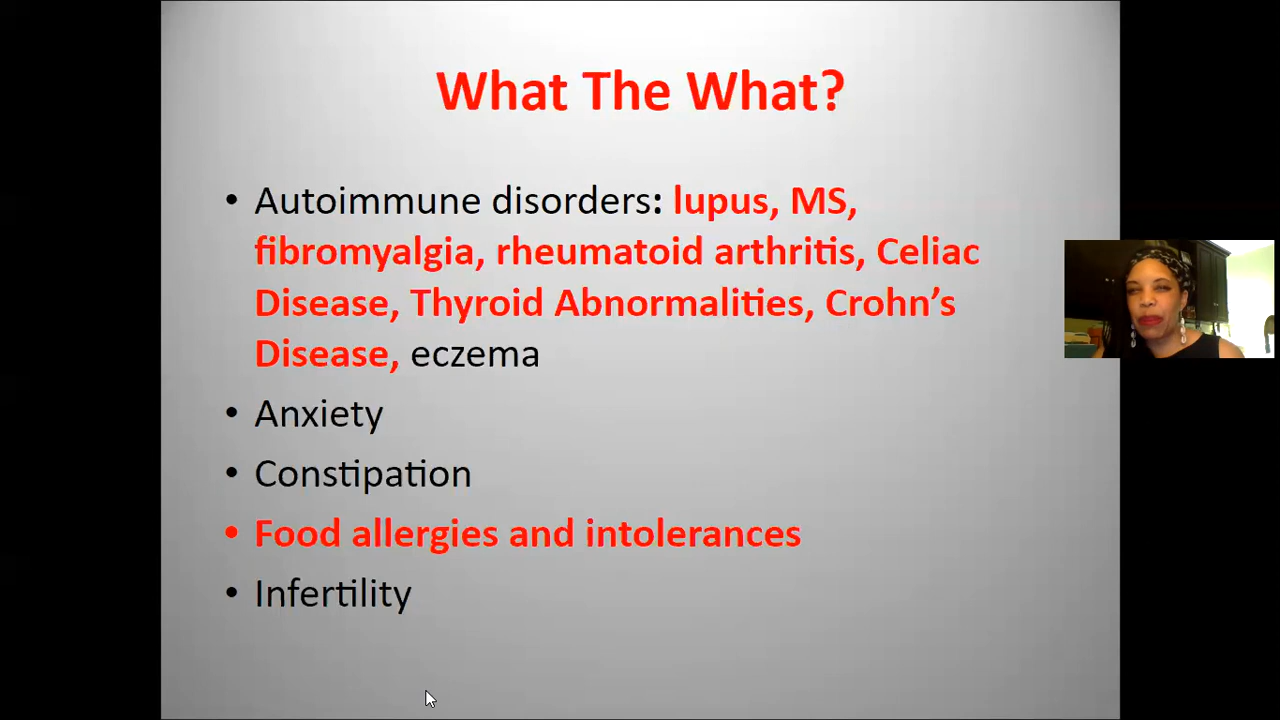 What The What?
• Autoimmune disorders: lupus, MS,
fibromyalgia, rheumatoid arthritis, Celiac
Disease, Thyroid Abnormalities, Crohn’s
Disease, eczema
• Anxiety
• Constipation
• Food allergies and intolerances
• Infertility